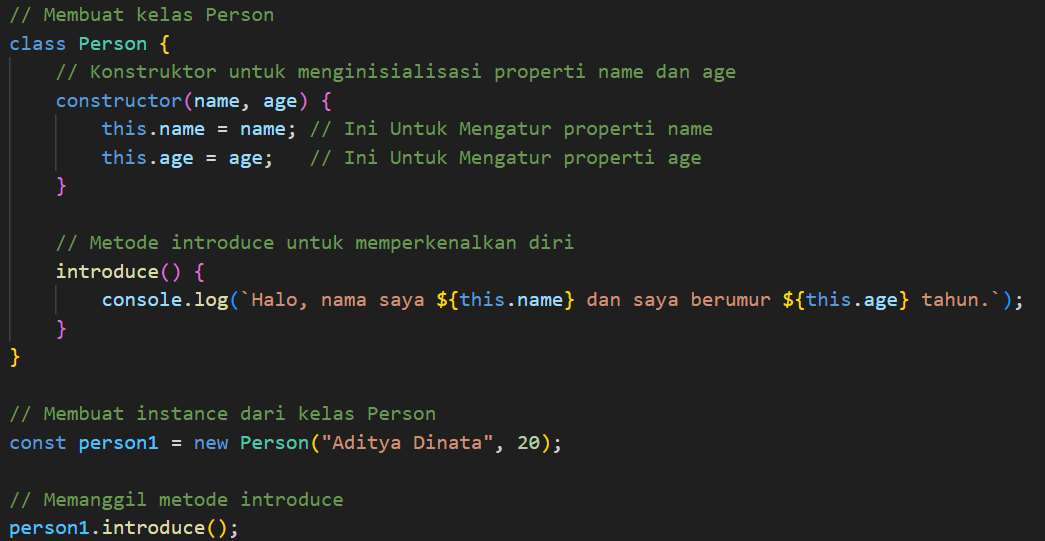 // Membuat kelas Person
class Person {
    // Konstruktor untuk menginisialisasi properti name dan age
    constructor(name, age) {
        this.name = name; // Ini Untuk Mengatur properti name
        this.age = age;   // Ini Untuk Mengatur properti age
    }

    // Metode introduce untuk memperkenalkan diri
    introduce() {
        console.log(`Halo, nama saya ${this.name} dan saya berumur ${this.age} tahun.`);
    }
}

// Membuat instance dari kelas Person
const person1 = new Person("Aditya Dinata", 20);

// Memanggil metode introduce
person1.introduce();